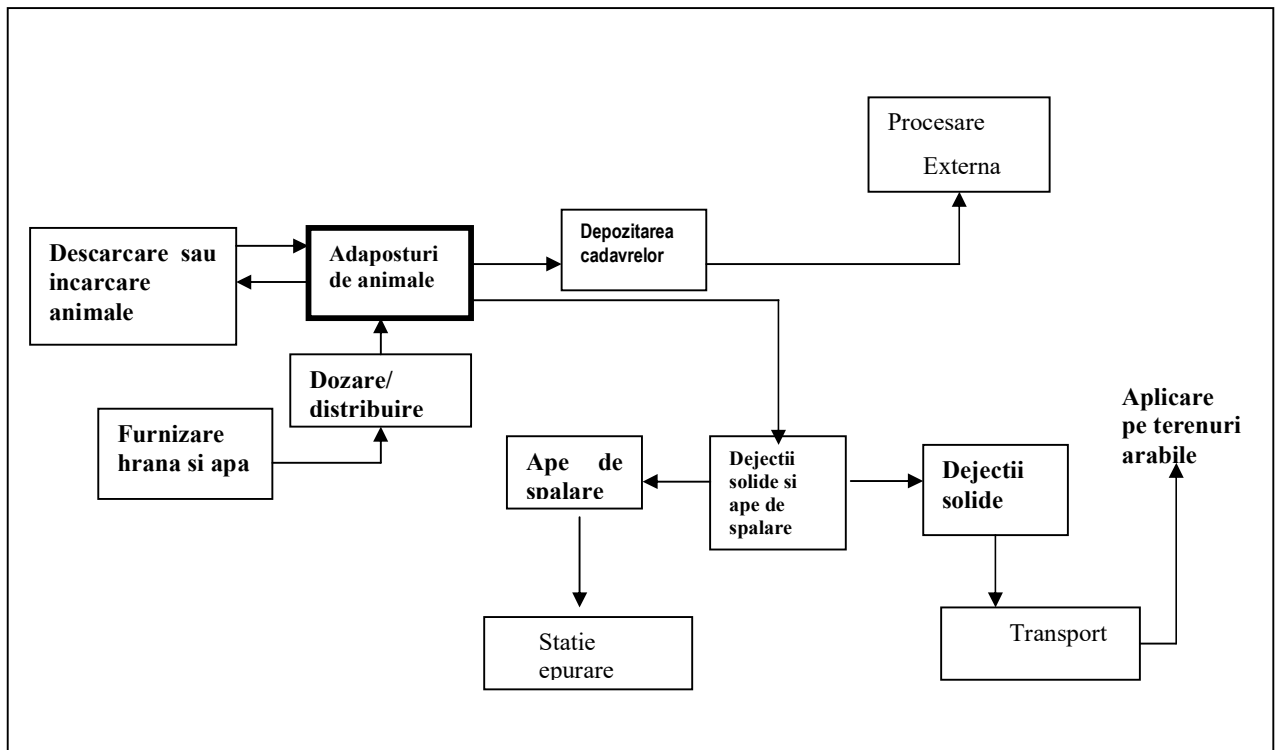 Procesare
Externa
Descarcare sau
incarcare
animale
Adaposturi
de animale
Depozitarea
cadavrelor
Dozare/
distribuire
Furnizare
hrana si apa
Ape de
spalare
Dejectii
solide si
ape de
spalare
Dejectii
solide
Aplicare
pe terenuri
arabile
Statie
epurare
Transport